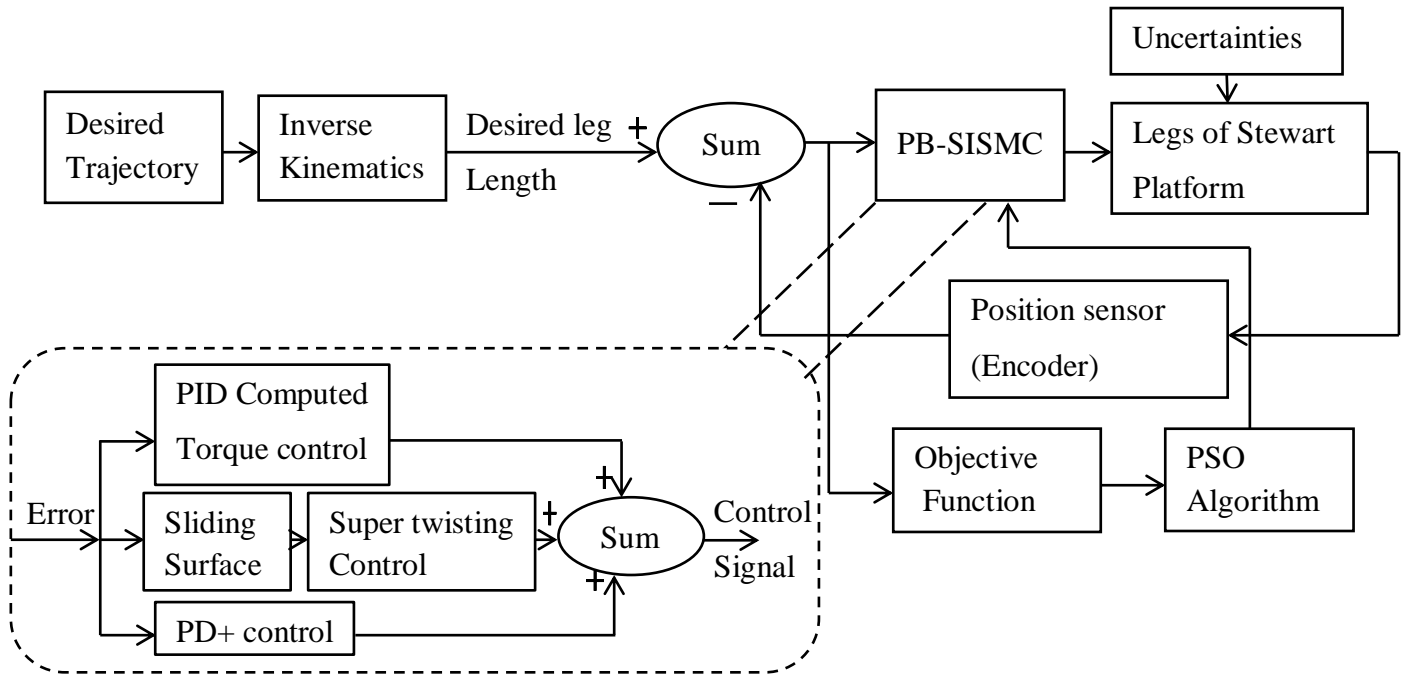 Uncertainties
Desired
Trajectory
Inverse
Kinematics
Desired leg
Length
+
Sum
—
PB-SISMC
Legs of Stewart
Platform
Position sensor
(Encoder)
Objective
Function
PSO
Algorithm
PID Computed
Torque control
Error
Sliding
Surface
Super twisting
Control
PD+ control
+
+
+
Sum
Control
Signal